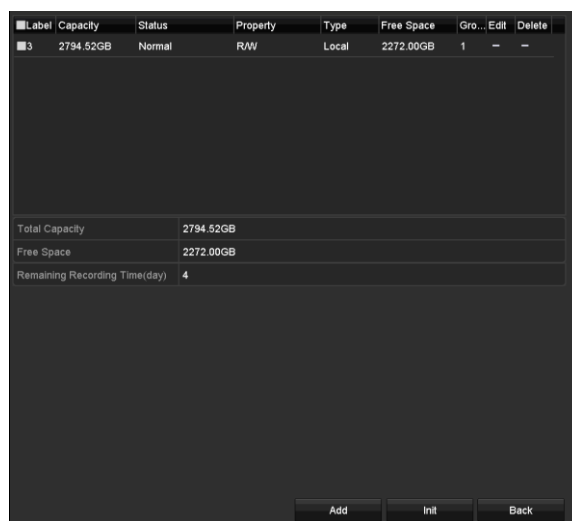 Label Capacity Status Property Type Free Space Gro... Edit Delete
3 2794.52GB Normal R/W Local 2272.00GB 1 – –
Total Capacity 2794.52GB
Free Space 2272.00GB
Remaining Recording Time(day) 4
Add Init Back